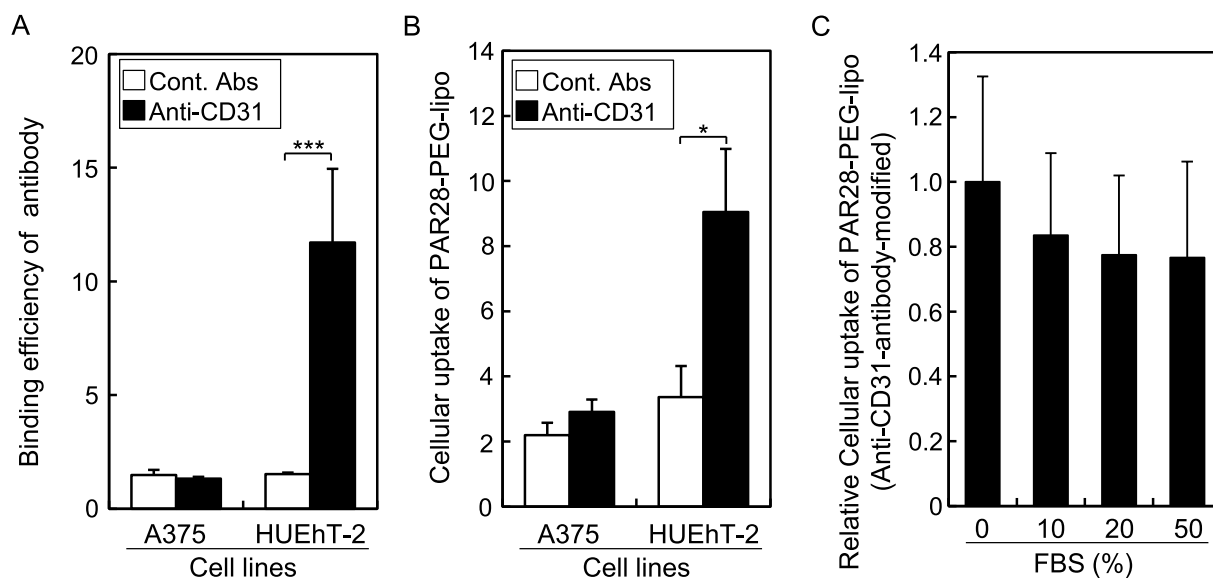 A
Binding efficiency of antibody
20
15
10
5
0
Cont. Abs
Anti-CD31
***
A375
HUEhT-2
Cell lines
B
Cellular uptake of PAR28-PEG-lipo
14
12
10
8
6
4
2
0
Cont. Abs
Anti-CD31
*
A375
HUEhT-2
Cell lines
C
Relative Cellular uptake of PAR28-PEG-lipo
(Anti-CD31-antibody-modified)
1.4
1.2
1.0
0.8
0.6
0.4
0.2
0
0 10 20 50
FBS (%)